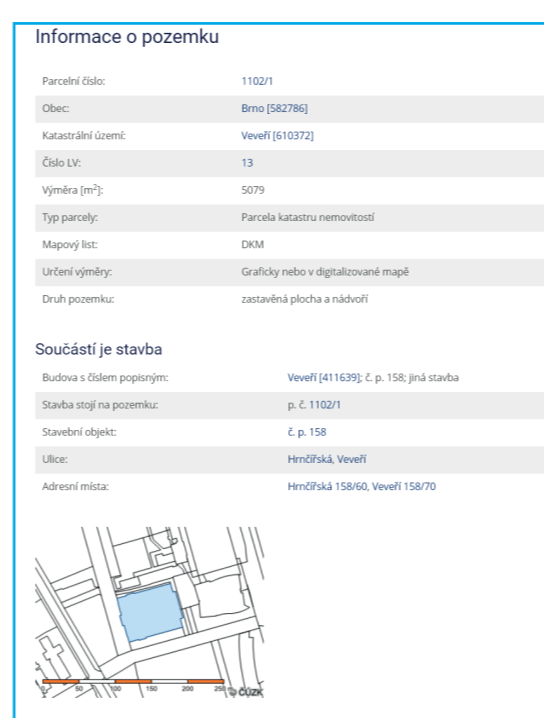 Informace o pozemku
Parcelní číslo: 1102/1
Obec: Brno [582786]
Katastrální území: Veveří [610372]
Číslo LV: 13
Výměra [m²]: 5079
Typ parcely: Parcela katastru nemovitostí
Mapový list: DKM
Určení výměry: Graficky nebo v digitalizované mapě
Druh pozemku: zastavěná plocha a nádvoří
Součástí je stavba
Budova s číslem popisným: Veveří [411639]; č. p. 158; jiná stavba
Stavba stojí na pozemku: p. č. 1102/1
Stavební objekt: č. p. 158
Ulice: Hrnčířská, Veveří
Adresní místa: Hrnčířská 158/60, Veveří 158/70
50 100 150 200 250 ČÚZK